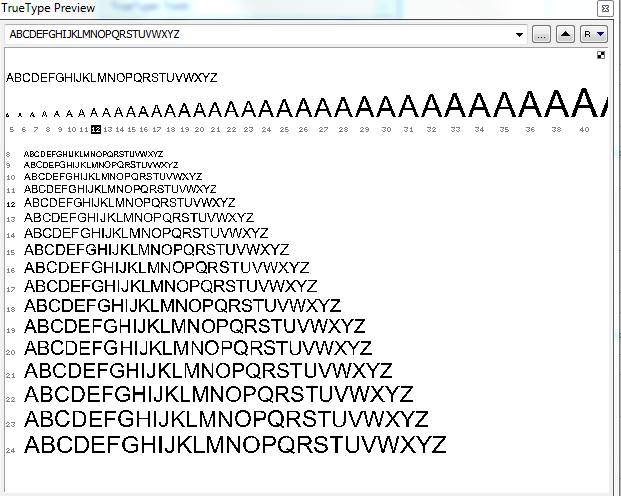 TrueType Preview
ABCDEFGHIJKLMNOPQRSTUVWXYZ ... R
ABCDEFGHIJKLMNOPQRSTUVWXYZ
A A A A A A A A A A A A A A A A A A A A A A A A A A A A A A A A A A
5 6 7 8 9 10 11 12 13 14 15 16 17 18 19 20 21 22 23 24 25 26 27 28 29 30 31 32 33 34 35 36 38 40
8 ABCDEFGHIJKLMNOPQRSTUVWXYZ
9 ABCDEFGHIJKLMNOPQRSTUVWXYZ
10 ABCDEFGHIJKLMNOPQRSTUVWXYZ
11 ABCDEFGHIJKLMNOPQRSTUVWXYZ
12 ABCDEFGHIJKLMNOPQRSTUVWXYZ
13 ABCDEFGHIJKLMNOPQRSTUVWXYZ
14 ABCDEFGHIJKLMNOPQRSTUVWXYZ
15 ABCDEFGHIJKLMNOPQRSTUVWXYZ
16 ABCDEFGHIJKLMNOPQRSTUVWXYZ
17 ABCDEFGHIJKLMNOPQRSTUVWXYZ
18 ABCDEFGHIJKLMNOPQRSTUVWXYZ
19 ABCDEFGHIJKLMNOPQRSTUVWXYZ
20 ABCDEFGHIJKLMNOPQRSTUVWXYZ
21 ABCDEFGHIJKLMNOPQRSTUVWXYZ
22 ABCDEFGHIJKLMNOPQRSTUVWXYZ
23 ABCDEFGHIJKLMNOPQRSTUVWXYZ
24 ABCDEFGHIJKLMNOPQRSTUVWXYZ